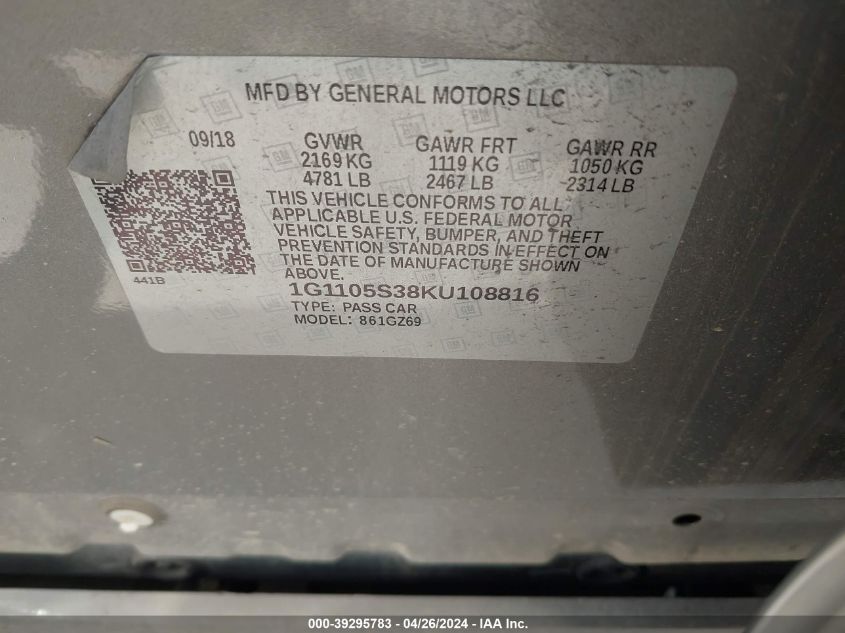 MFD BY GENERAL MOTORS LLC
09/18 GVWR GAWR FRT GAWR RR
2169 KG 1119 KG 1050 KG
4781 LB 2467 LB 2314 LB
THIS VEHICLE CONFORMS TO ALL
APPLICABLE U.S. FEDERAL MOTOR
VEHICLE SAFETY, BUMPER, AND THEFT
PREVENTION STANDARDS IN EFFECT ON
THE DATE OF MANUFACTURE SHOWN
ABOVE.
441B
1G1105S38KU108816
TYPE: PASS CAR
MODEL: 861GZ69
000-39295783 - 04/26/2024 - IAA Inc.